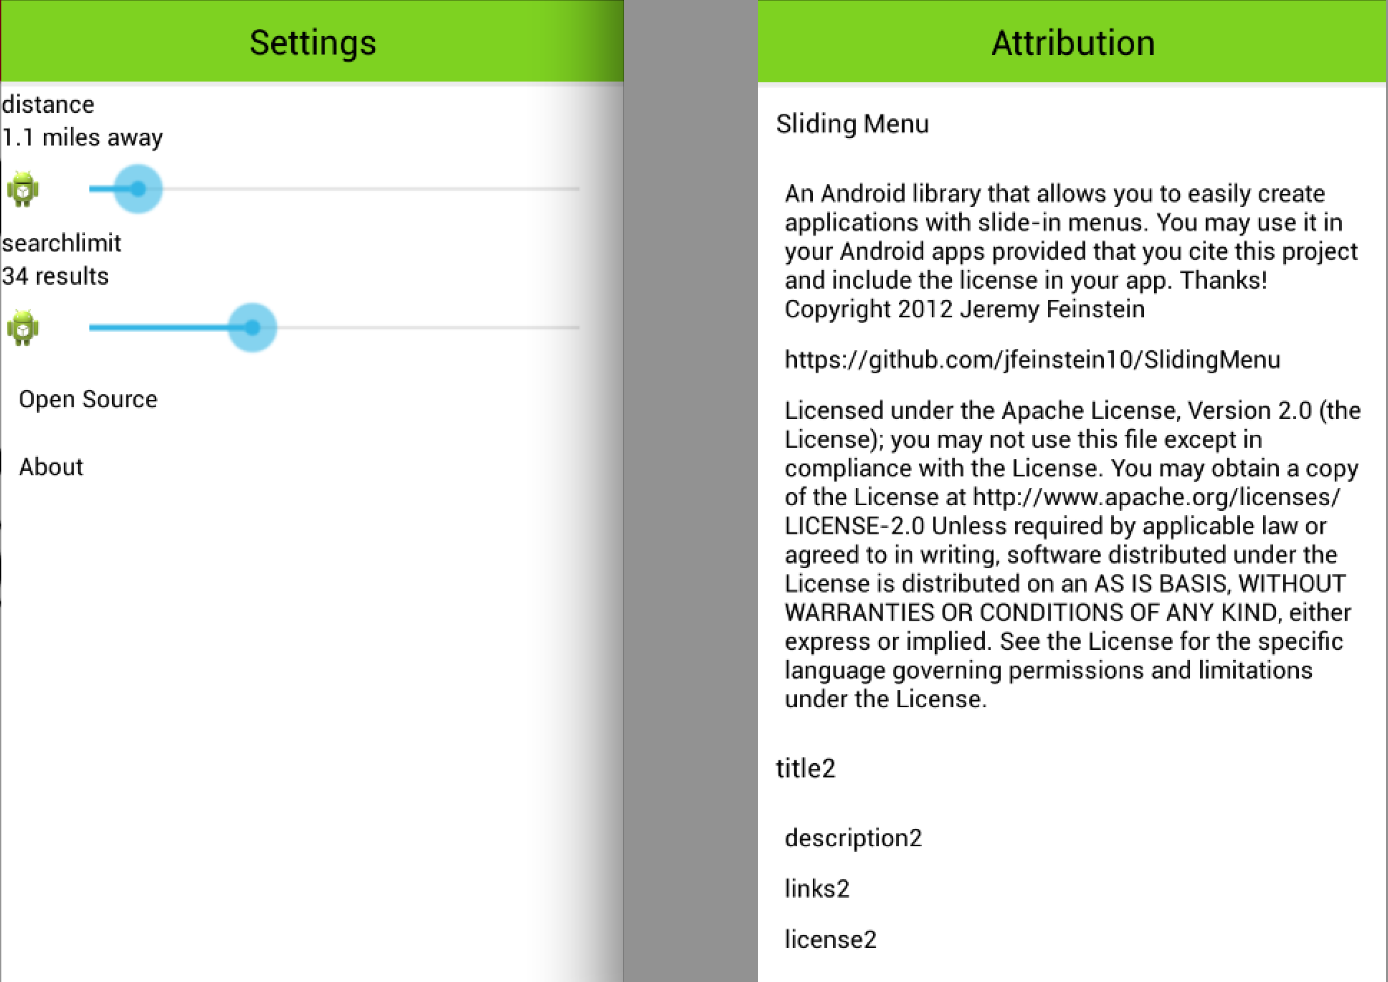 Settings
distance
1.1 miles away
searchlimit
34 results
Open Source
About
Attribution
Sliding Menu
An Android library that allows you to easily create
applications with slide-in menus. You may use it in
your Android apps provided that you cite this project
and include the license in your app. Thanks!
Copyright 2012 Jeremy Feinstein
https://github.com/jfeinstein10/SlidingMenu
Licensed under the Apache License, Version 2.0 (the
License); you may not use this file except in
compliance with the License. You may obtain a copy
of the License at http://www.apache.org/licenses/
LICENSE-2.0 Unless required by applicable law or
agreed to in writing, software distributed under the
License is distributed on an AS IS BASIS, WITHOUT
WARRANTIES OR CONDITIONS OF ANY KIND, either
express or implied. See the License for the specific
language governing permissions and limitations
under the License.
title2
description2
links2
license2